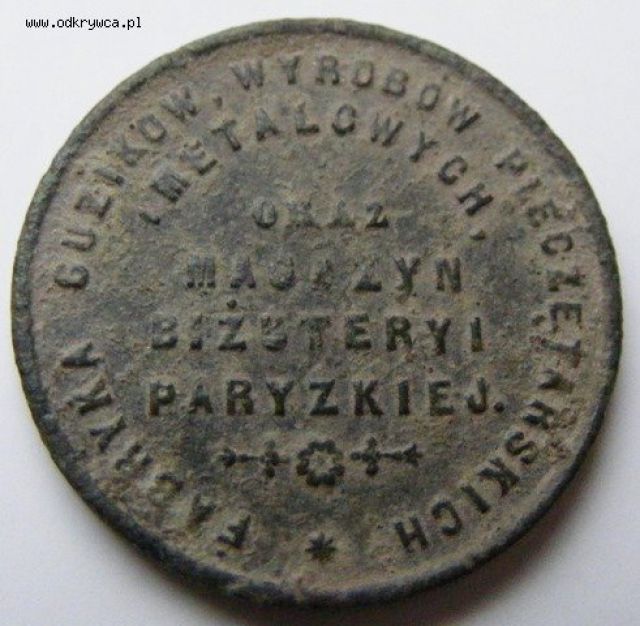 www.odkrywca.pl
FABRYKA GUZIKÓW, WYROBÓW PIECZĘTARSKICH
i METALOWYCH,
ORAZ
MAGAZYN
BIŻUTERYI
PARYZKIEJ.